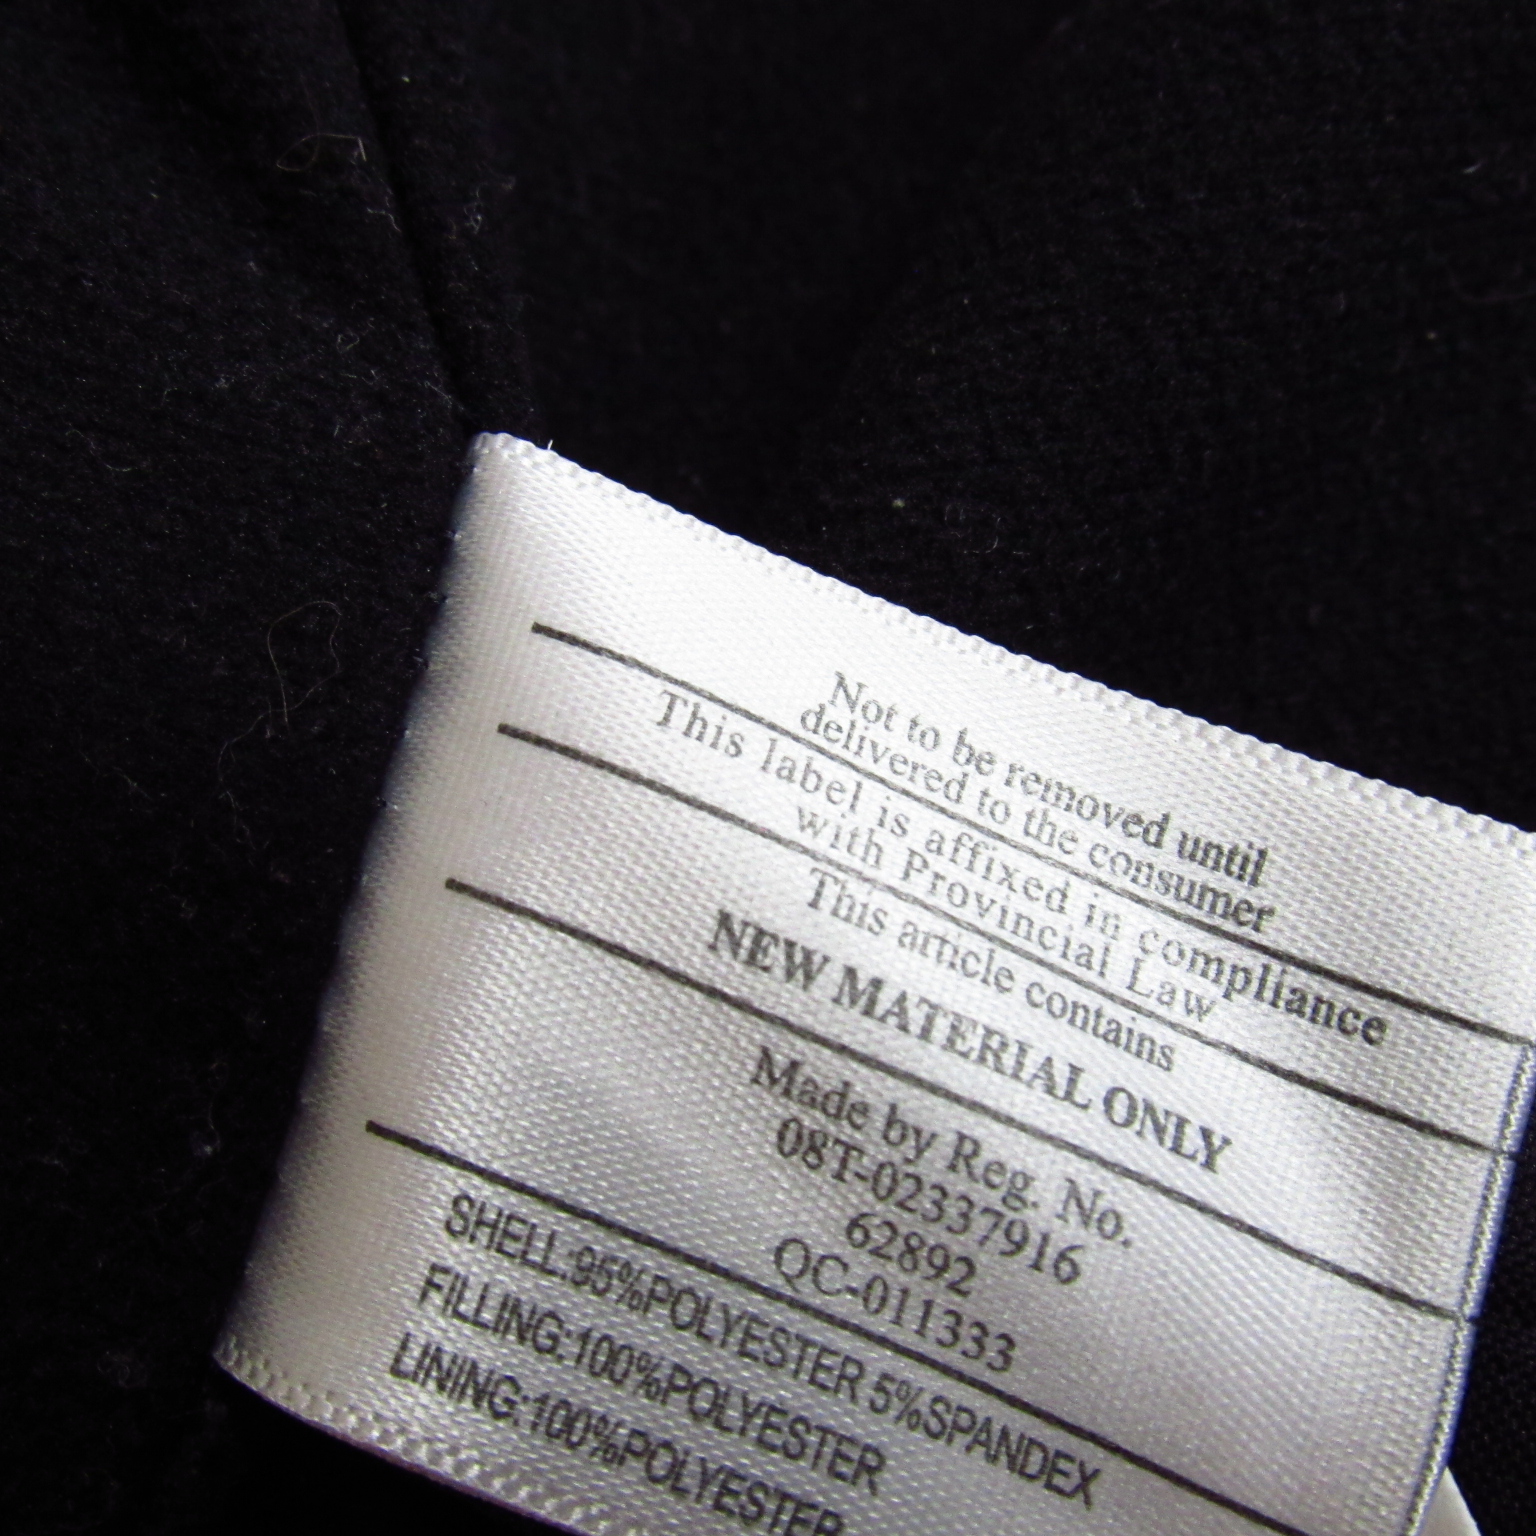 Not to be removed until
delivered to the consumer
This label is affixed in compliance
with Provincial Law
This article contains
NEW MATERIAL ONLY
Made by Reg. No.
08T-02337916
62892
QC-011333
SHELL:95%POLYESTER 5%SPANDEX
FILLING:100%POLYESTER
LINING:100%POLYESTER